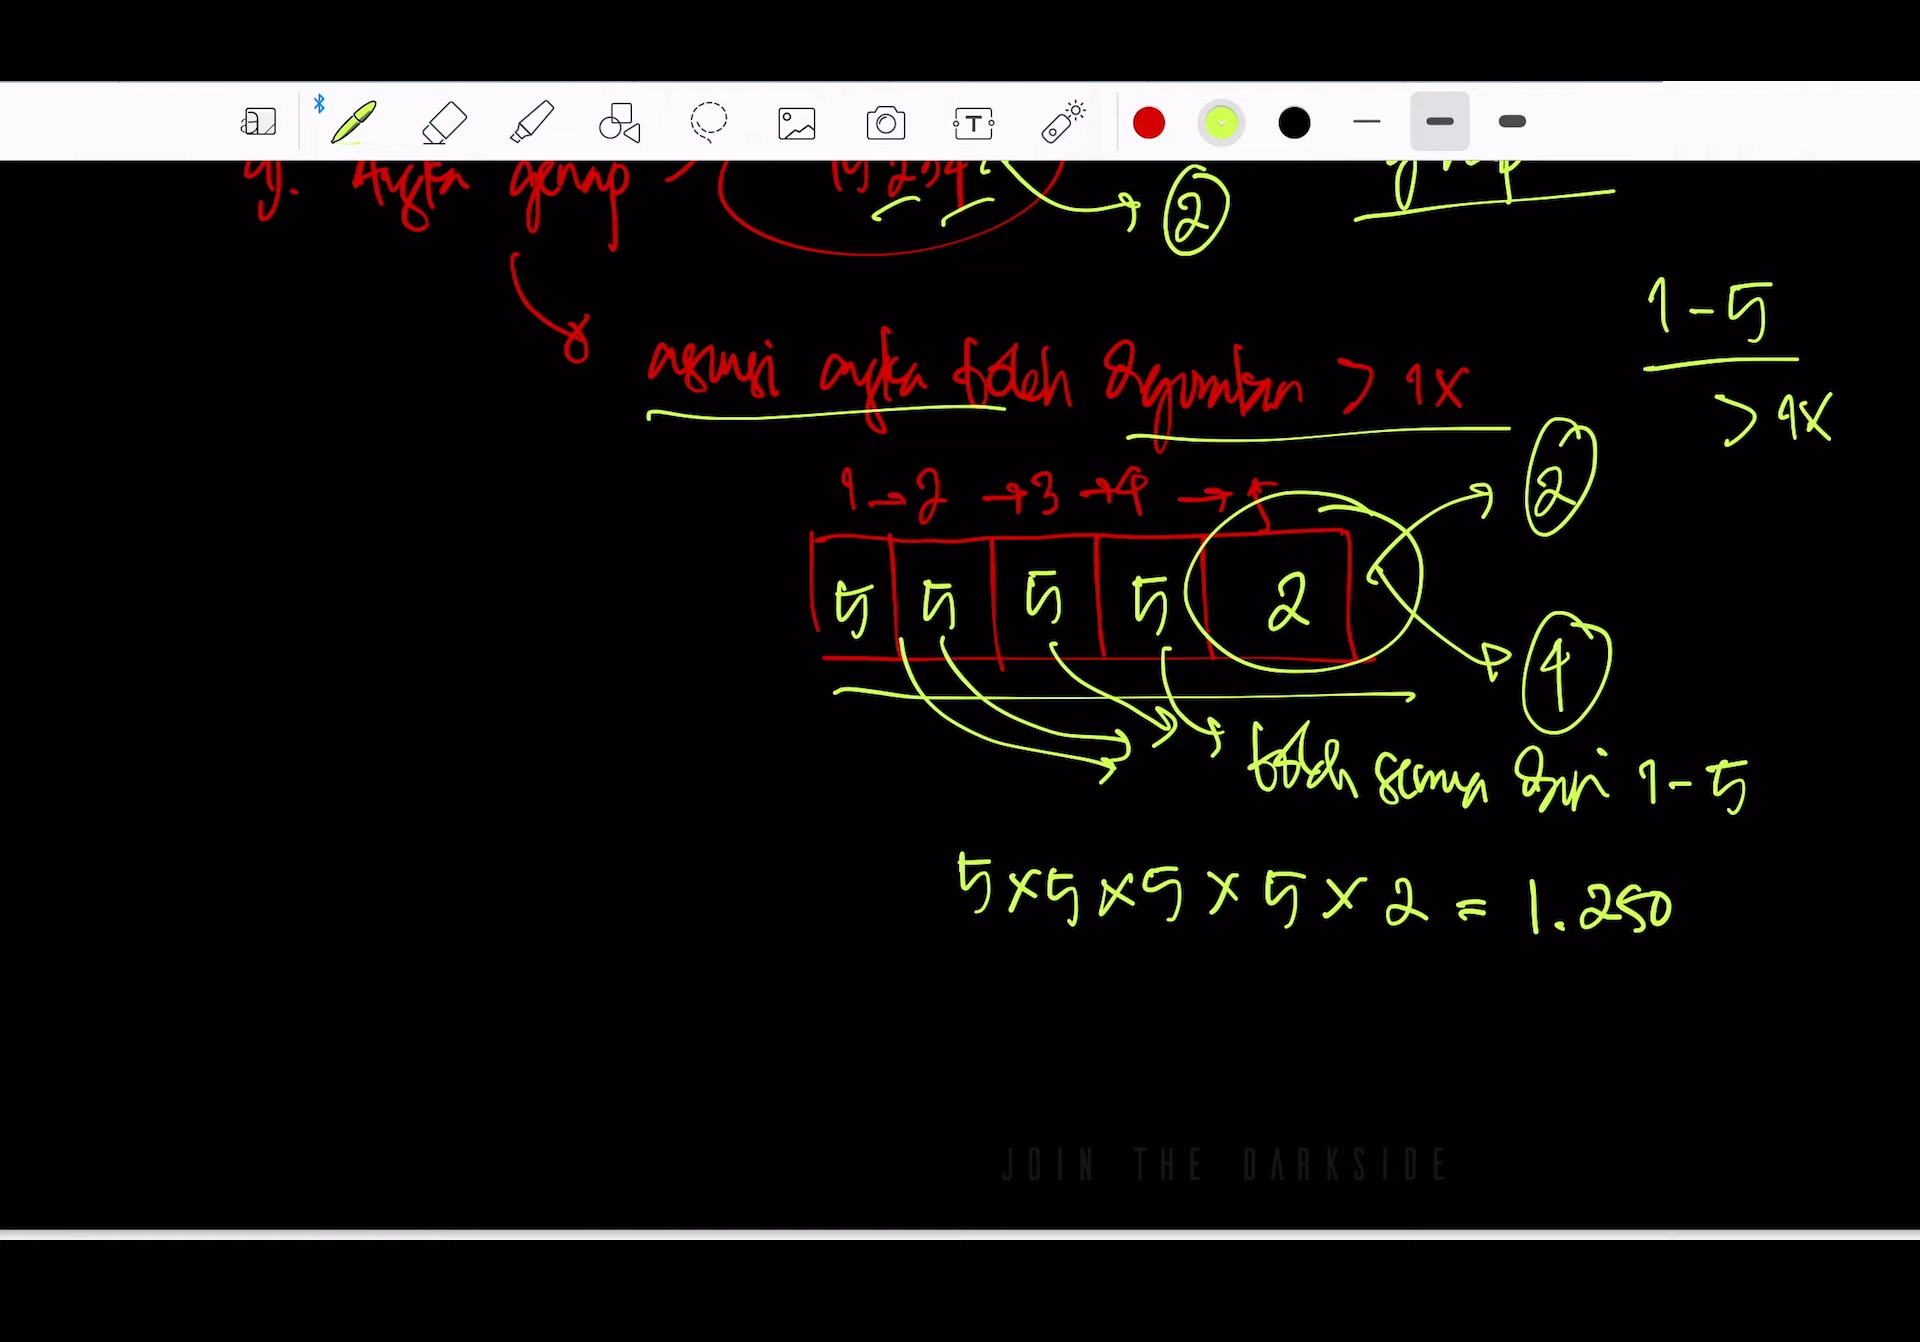 Angka genap → 1, 2, 3, 4, 2
1 - 5
asumsi angka boleh digunakan > 1X
> 1X
1 → 2 → 3 → 4 → 5
2
5 5 5 5 2
4
boleh semua dari 1 - 5
5 x 5 x 5 x 5 x 2 = 1.250
JOIN THE DARKSIDE